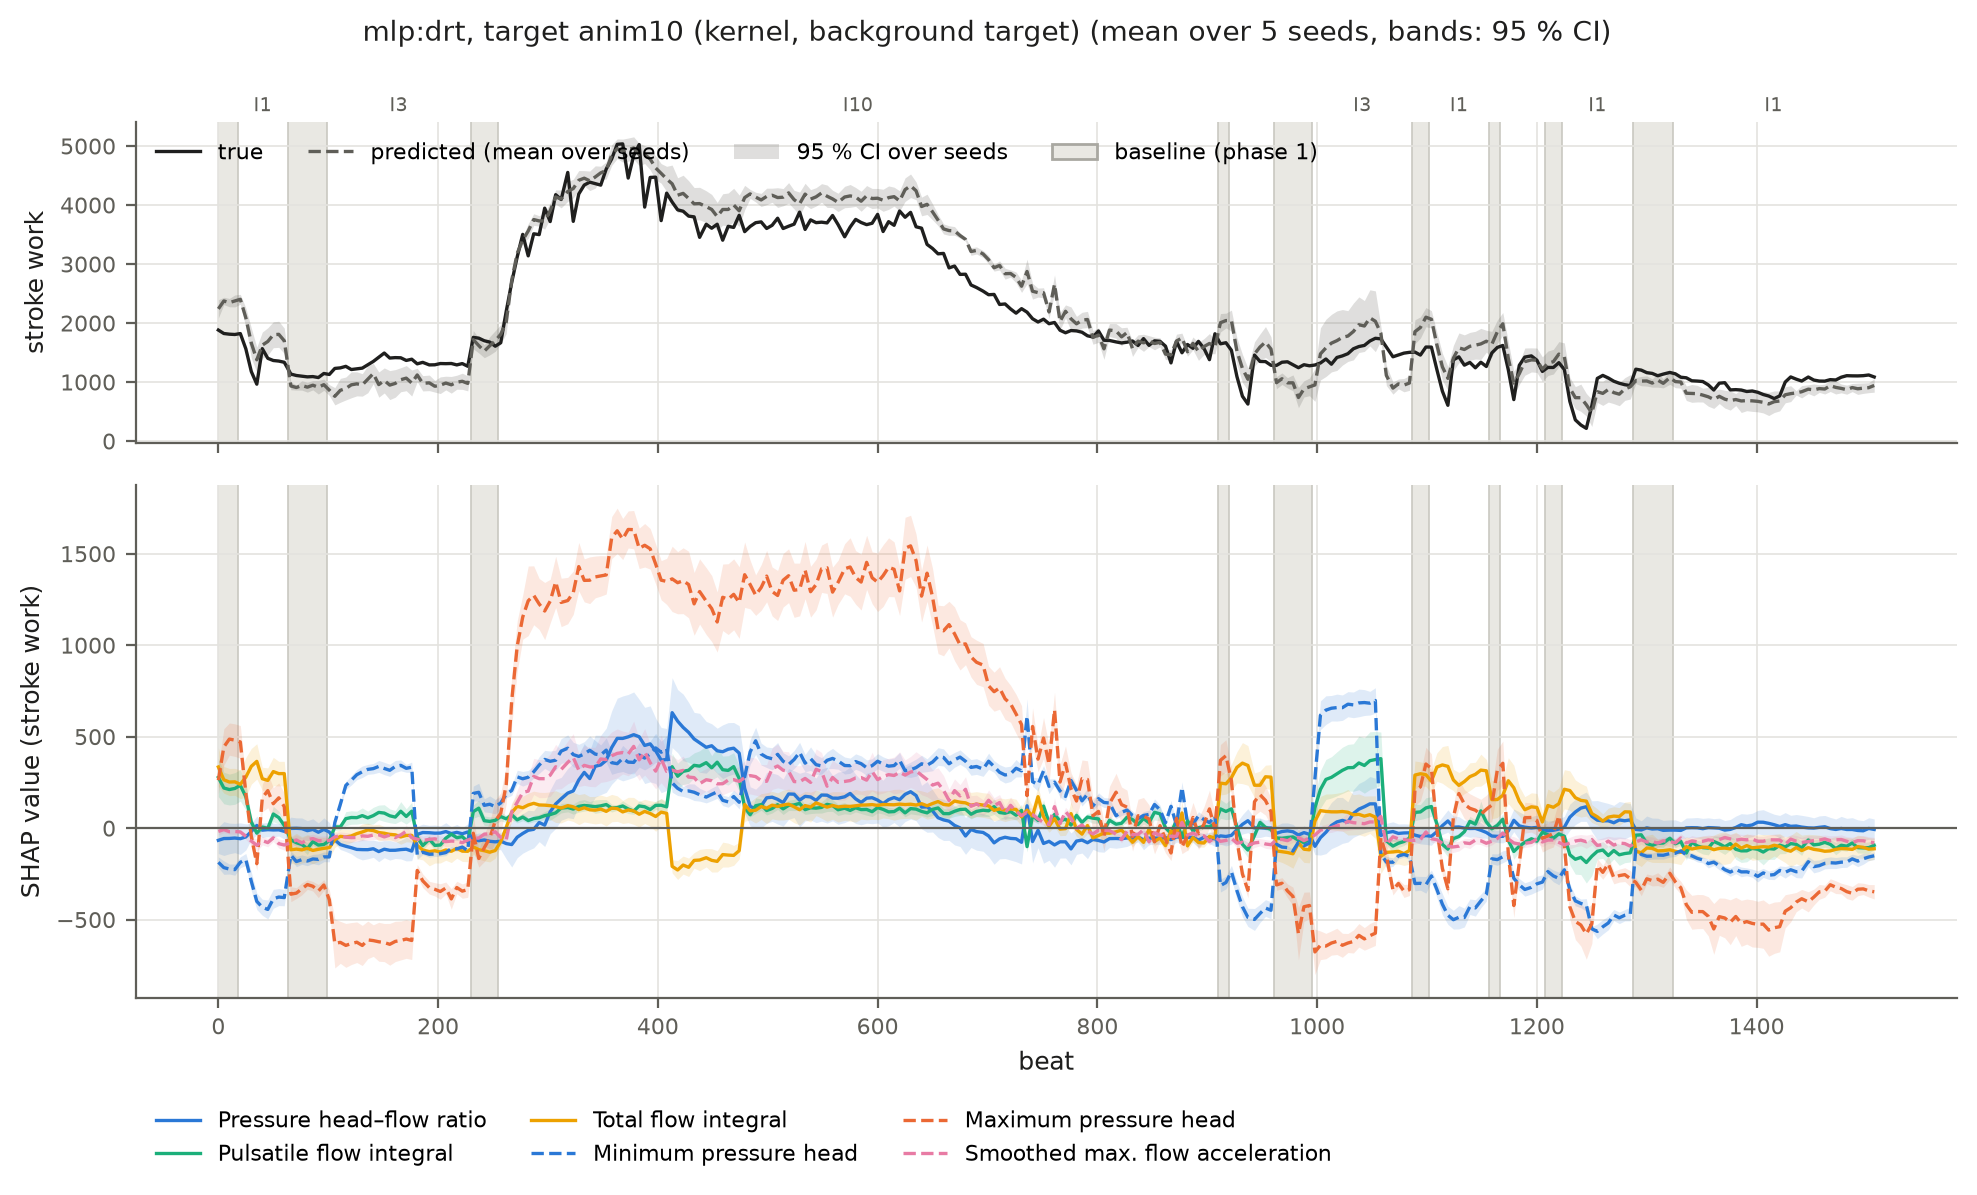 mlp:drt, target anim10 (kernel, background target) (mean over 5 seeds, bands: 95 % CI)
I1 I3 I10 I3 I1 I1 I1
true predicted (mean over seeds) 95 % CI over seeds baseline (phase 1)
stroke work
5000
4000
3000
2000
1000
0
SHAP value (stroke work)
1500
1000
500
0
−500
0 200 400 600 800 1000 1200 1400
beat
Pressure head–flow ratio Total flow integral Maximum pressure head
Pulsatile flow integral Minimum pressure head Smoothed max. flow acceleration